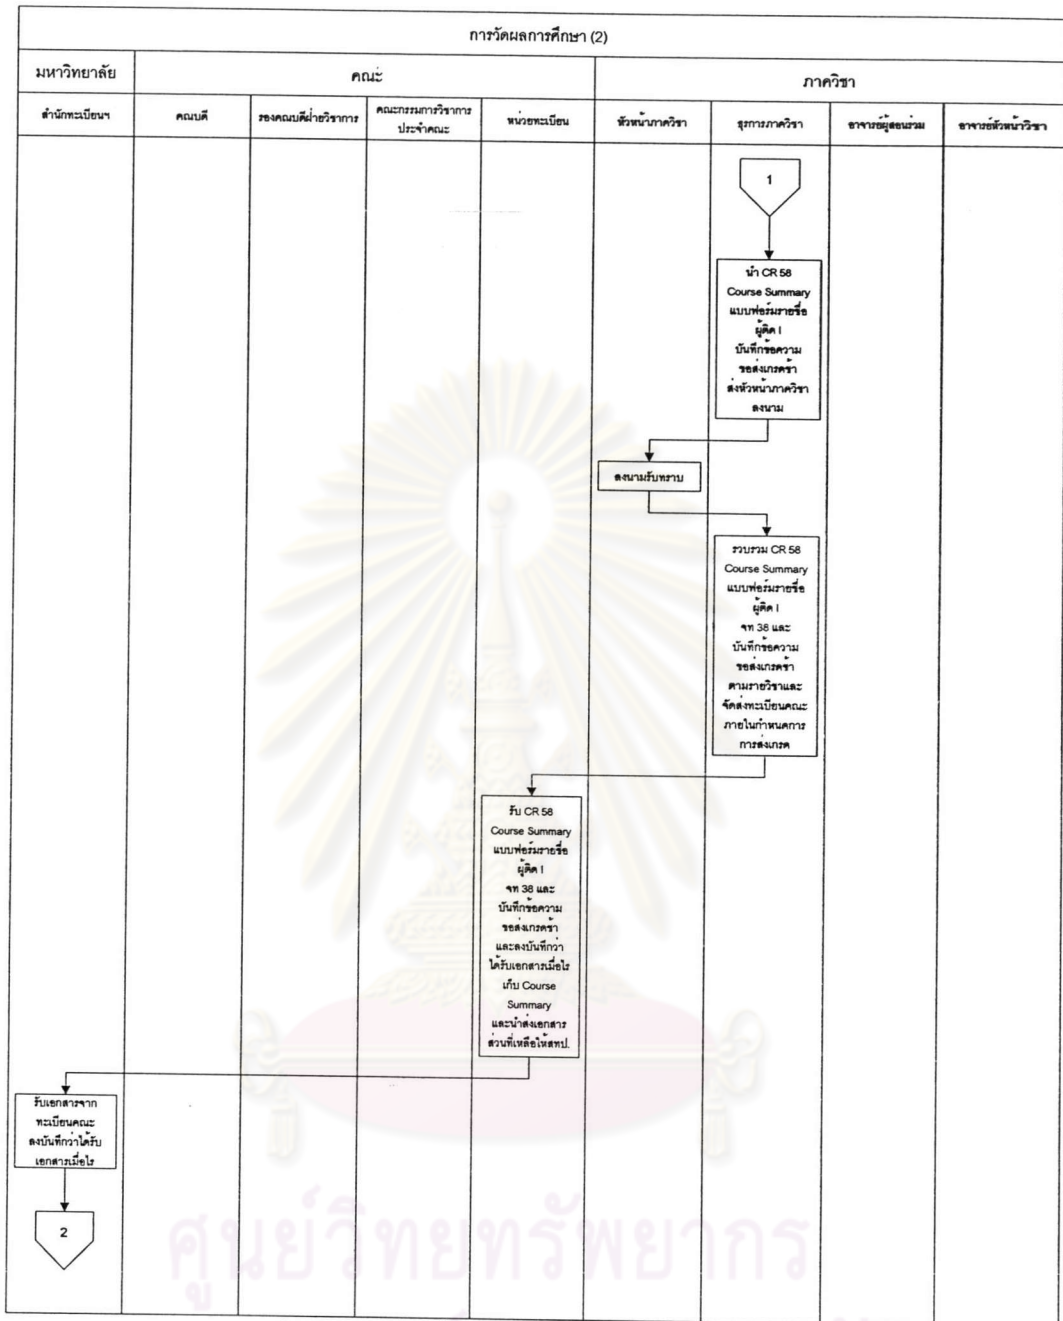 การวัดผลการศึกษา (2)
มหาวิทยาลัย
คณะ
ภาควิชา
สำนักทะเบียนฯ
คณบดี
รองคณบดีฝ่ายวิชาการ
คณะกรรมการวิชาการ
ประจำคณะ
หน่วยทะเบียน
หัวหน้าภาควิชา
ธุรการภาควิชา
อาจารย์ผู้สอนร่วม
อาจารย์หัวหน้าวิชา
1
นำ CR 58
Course Summary
แบบฟอร์มรายชื่อ
ผู้ติด I
บันทึกข้อความ
ขอส่งเกรดช้า
ส่งหัวหน้าภาควิชา
ลงนาม
ลงนามรับทราบ
รวบรวม CR 58
Course Summary
แบบฟอร์มรายชื่อ
ผู้ติด I
จท 38 และ
บันทึกข้อความ
ขอส่งเกรดช้า
ตามรายวิชาและ
จัดส่งทะเบียนคณะ
ภายในกำหนดการ
การส่งเกรด
รับ CR 58
Course Summary
แบบฟอร์มรายชื่อ
ผู้ติด I
จท 38 และ
บันทึกข้อความ
ขอส่งเกรดช้า
และลงบันทึกว่า
ได้รับเอกสารเมื่อไร
เก็บ Course
Summary
และนำส่งเอกสาร
ส่วนที่เหลือให้สทป.
รับเอกสารจาก
ทะเบียนคณะ
ลงบันทึกว่าได้รับ
เอกสารเมื่อไร
2
ศูนย์วิทยทรัพยากร